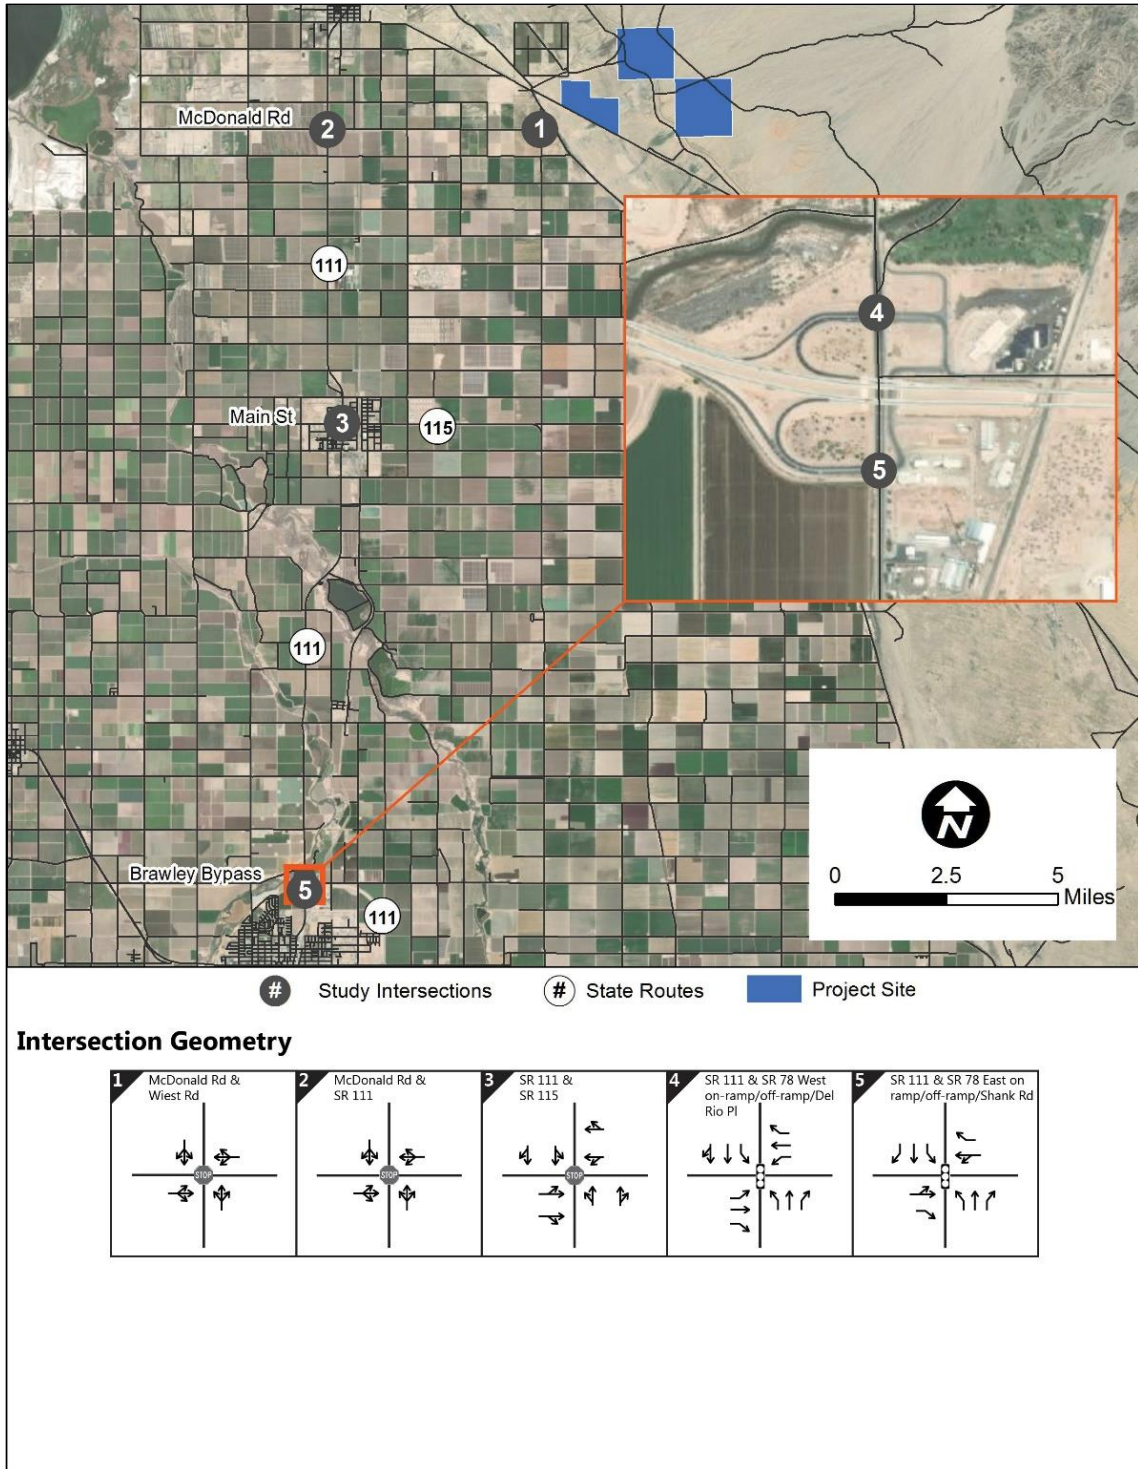 McDonald Rd
2
1
111
4
Main St
3
115
5
111
N
Brawley Bypass
5
111
0 2.5 5
Miles
# Study Intersections # State Routes Project Site
Intersection Geometry
1 McDonald Rd &
Wiest Rd
STOP
2 McDonald Rd &
SR 111
STOP
3 SR 111 &
SR 115
STOP
4 SR 111 & SR 78 West
on-ramp/off-ramp/Del
Rio Pl
5 SR 111 & SR 78 East on
ramp/off-ramp/Shank Rd